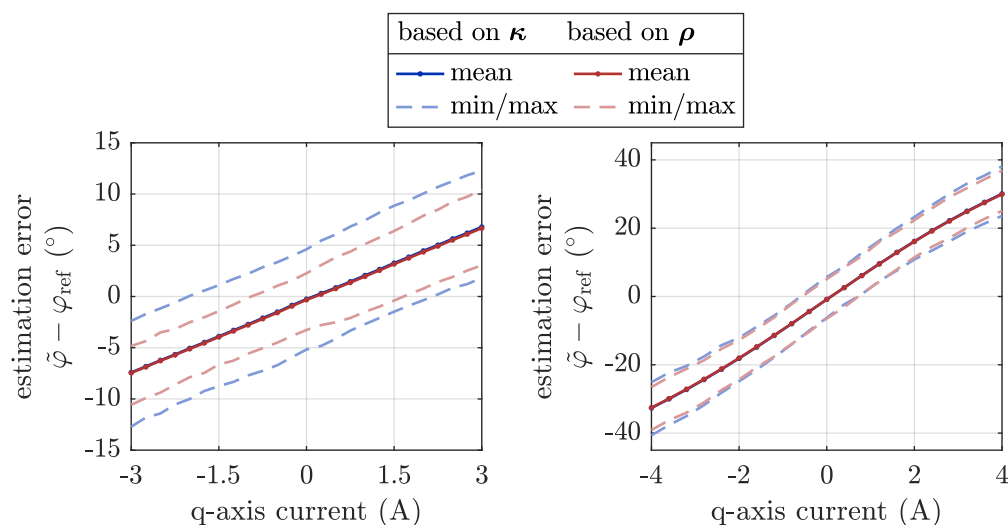 based on κ based on ρ
mean mean
min/max min/max
15
10
5
0
-5
-10
-15
estimation error
φ̃ − φref (°)
-3 -1.5 0 1.5 3
q-axis current (A)
40
20
0
-20
-40
estimation error
φ̃ − φref (°)
-4 -2 0 2 4
q-axis current (A)